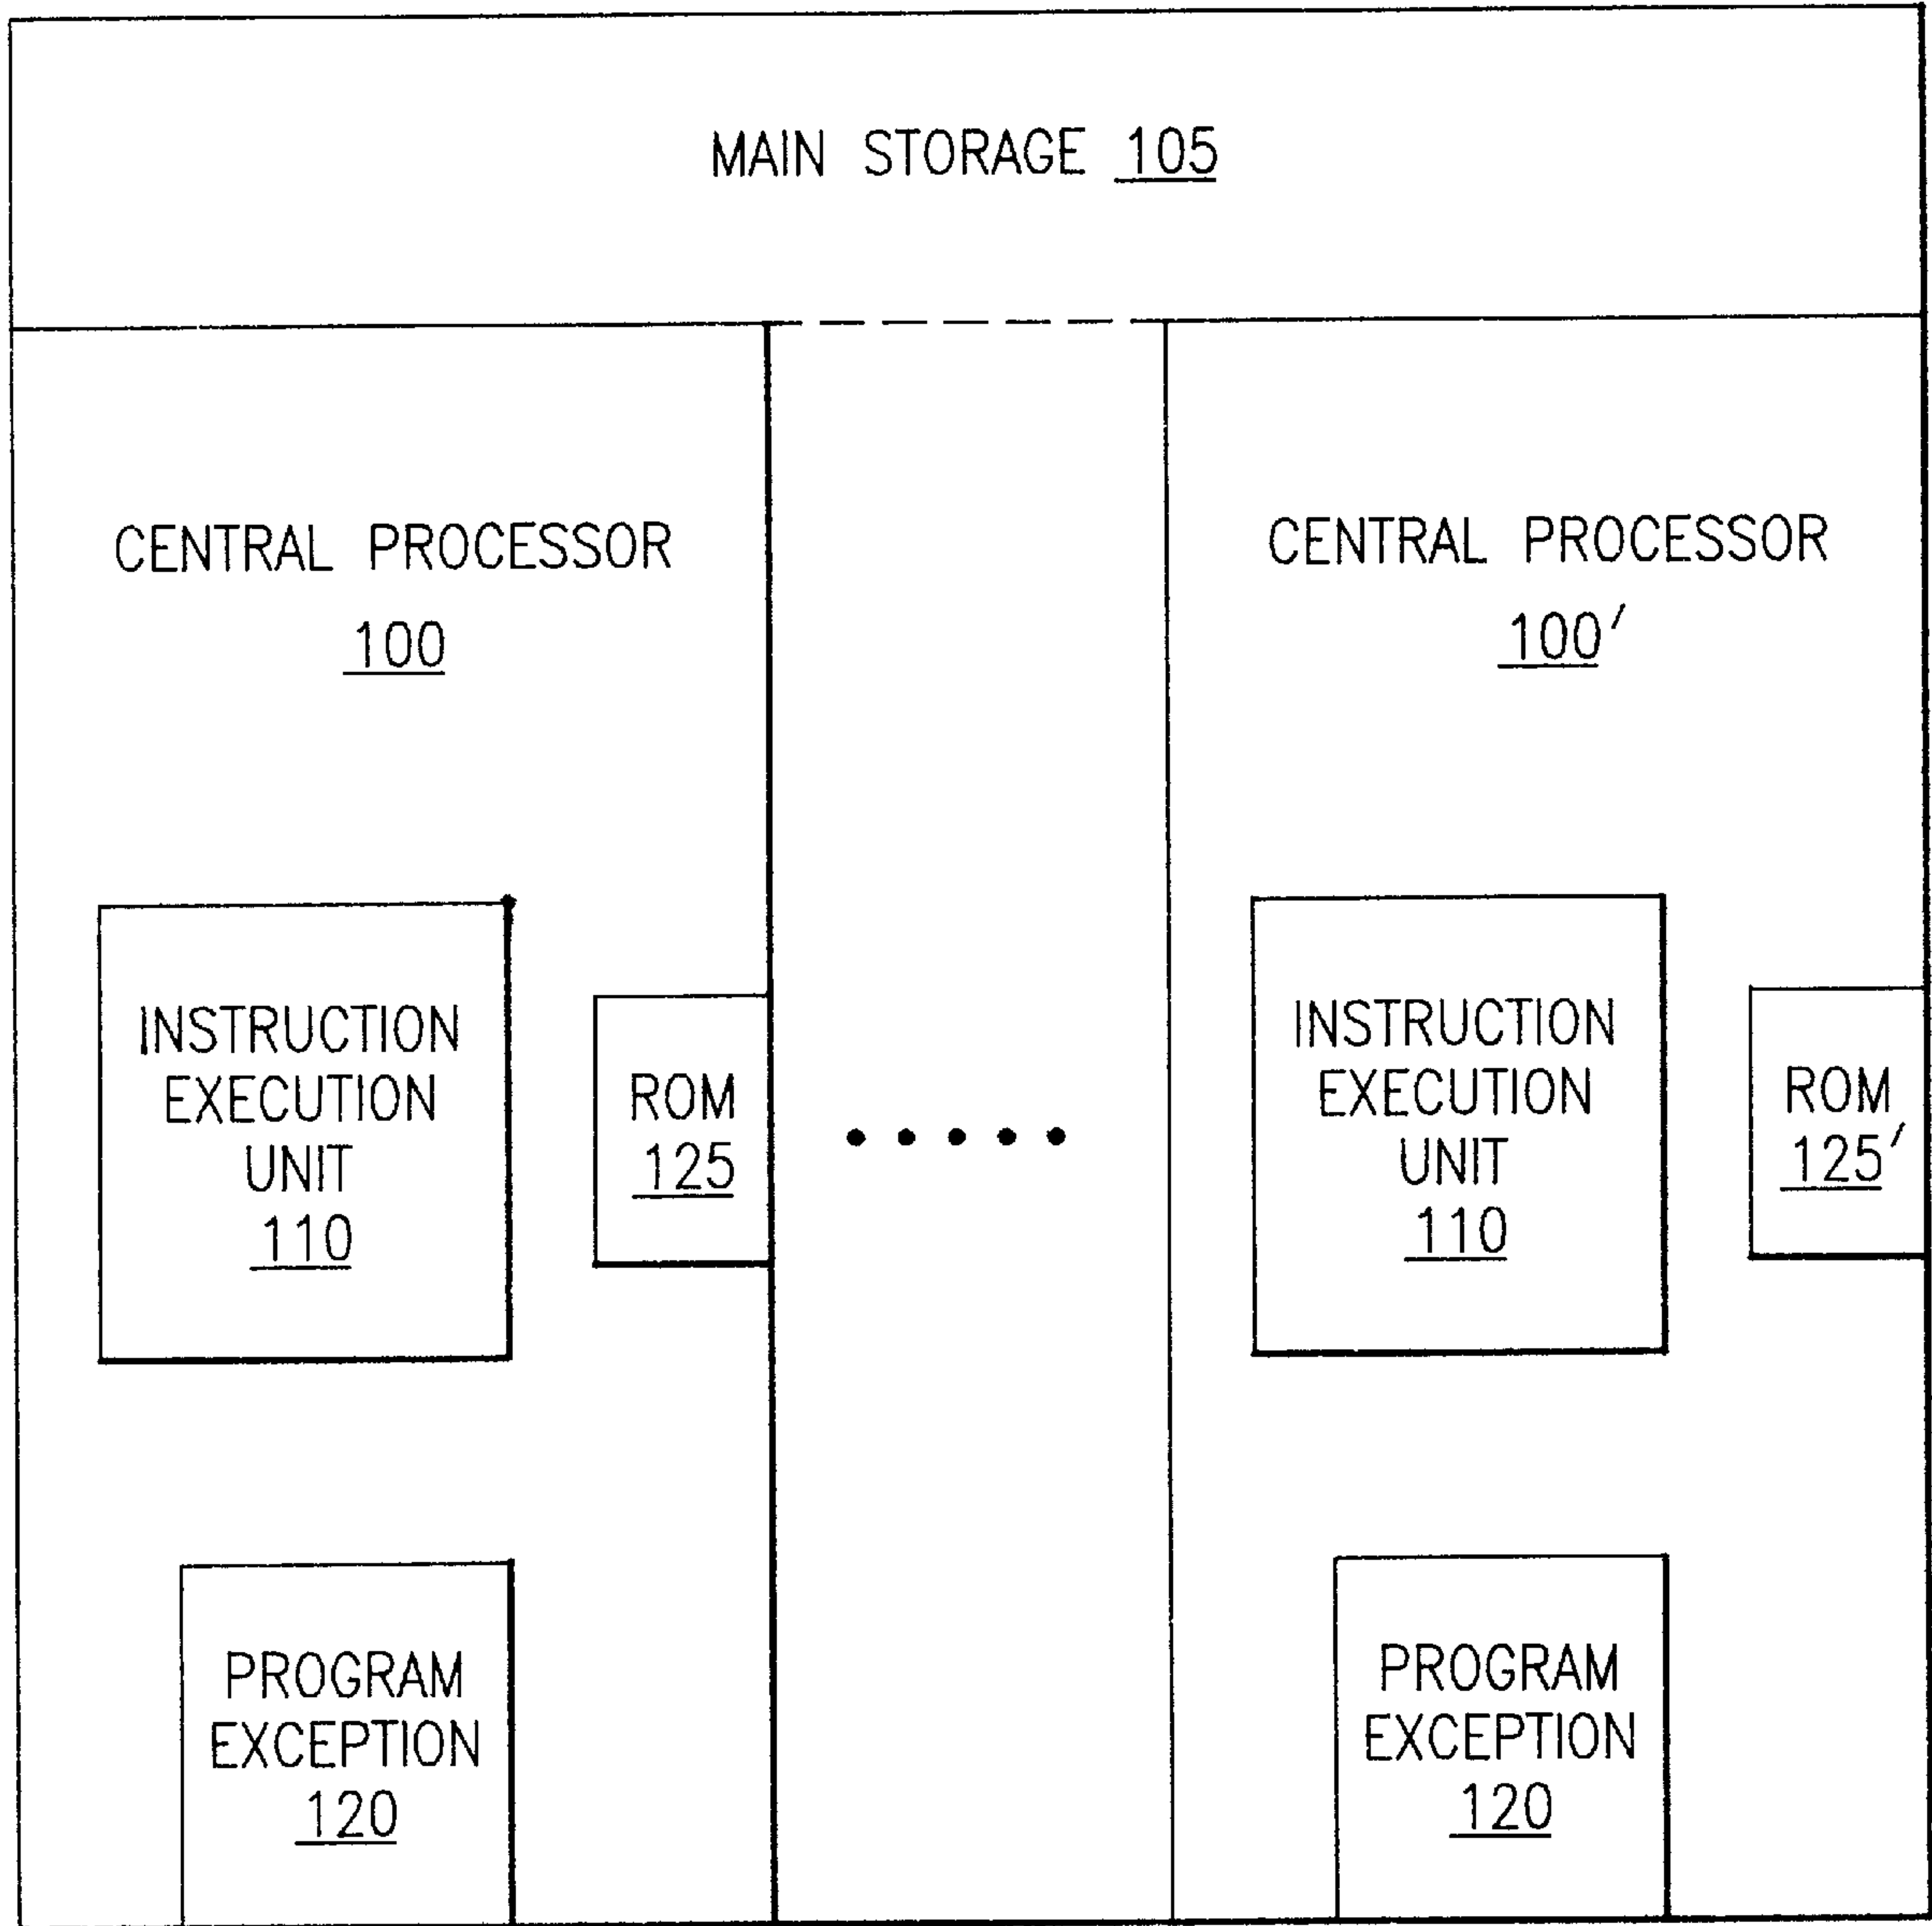 MAIN STORAGE 105
CENTRAL PROCESSOR
100
INSTRUCTION
EXECUTION
UNIT
110
ROM
125
PROGRAM
EXCEPTION
120
CENTRAL PROCESSOR
100'
INSTRUCTION
EXECUTION
UNIT
110
ROM
125'
PROGRAM
EXCEPTION
120